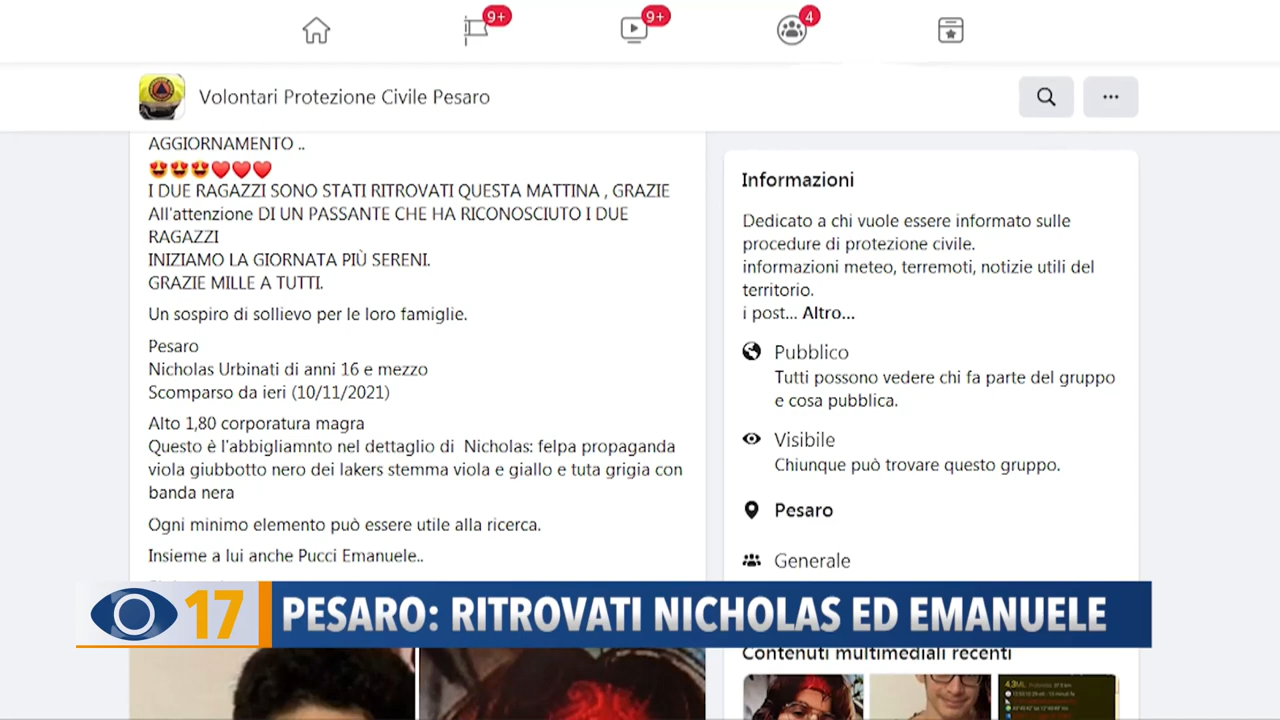 9+
9+
4
Volontari Protezione Civile Pesaro
AGGIORNAMENTO ..
I DUE RAGAZZI SONO STATI RITROVATI QUESTA MATTINA , GRAZIE
All'attenzione DI UN PASSANTE CHE HA RICONOSCIUTO I DUE
RAGAZZI
INIZIAMO LA GIORNATA PIÙ SERENI.
GRAZIE MILLE A TUTTI.
Un sospiro di sollievo per le loro famiglie.
Pesaro
Nicholas Urbinati di anni 16 e mezzo
Scomparso da ieri (10/11/2021)
Alto 1,80 corporatura magra
Questo è l'abbigliamnto nel dettaglio di Nicholas: felpa propaganda
viola giubbotto nero dei lakers stemma viola e giallo e tuta grigia con
banda nera
Ogni minimo elemento può essere utile alla ricerca.
Insieme a lui anche Pucci Emanuele..
Informazioni
Dedicato a chi vuole essere informato sulle
procedure di protezione civile.
informazioni meteo, terremoti, notizie utili del
territorio.
i post... Altro...
Pubblico
Tutti possono vedere chi fa parte del gruppo
e cosa pubblica.
Visibile
Chiunque può trovare questo gruppo.
Pesaro
Generale
17
PESARO: RITROVATI NICHOLAS ED EMANUELE
Contenuti multimediali recenti